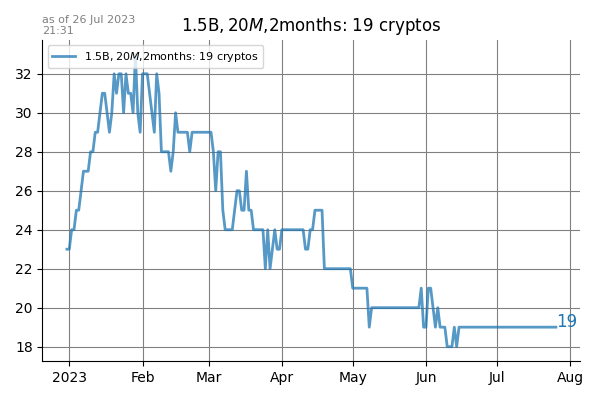 as of 26 Jul 2023
21:31
1.5B, 20M,2months: 19 cryptos
1.5B, 20M,2months: 19 cryptos
32
30
28
26
24
22
20
18
19
2023 Feb Mar Apr May Jun Jul Aug